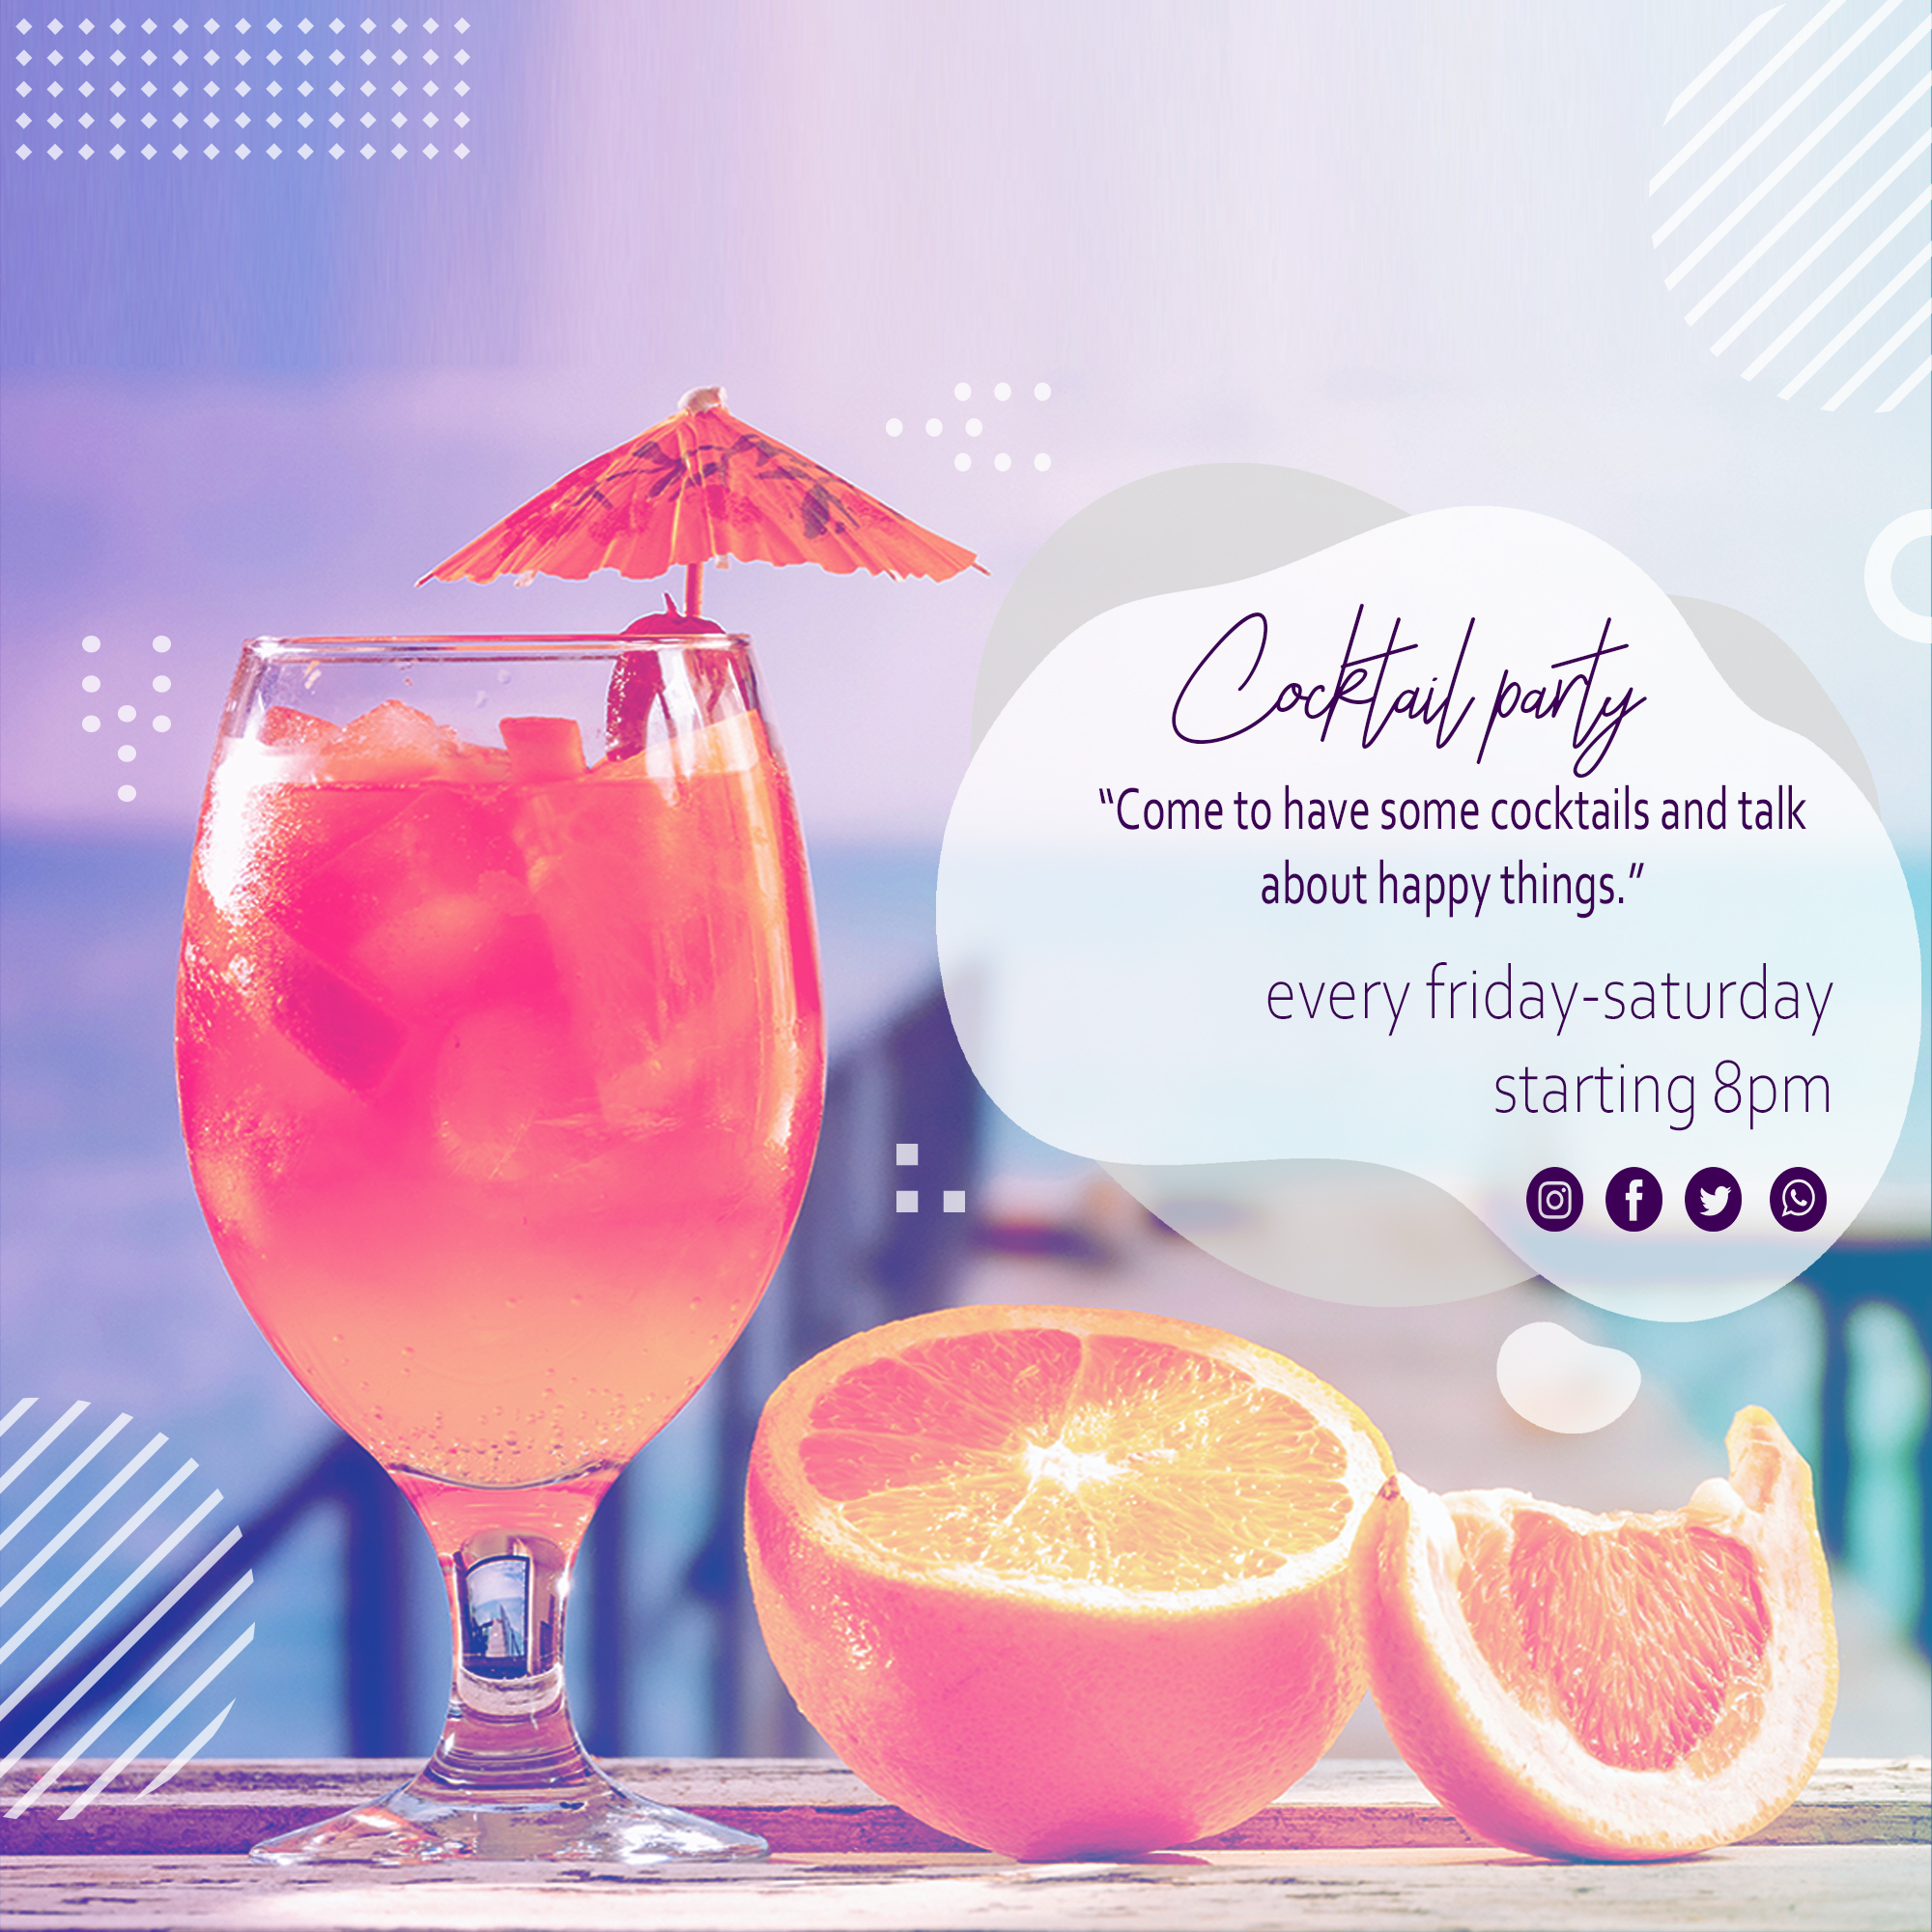 Cocktail party
“Come to have some cocktails and talk
about happy things.”
every friday-saturday
starting 8pm